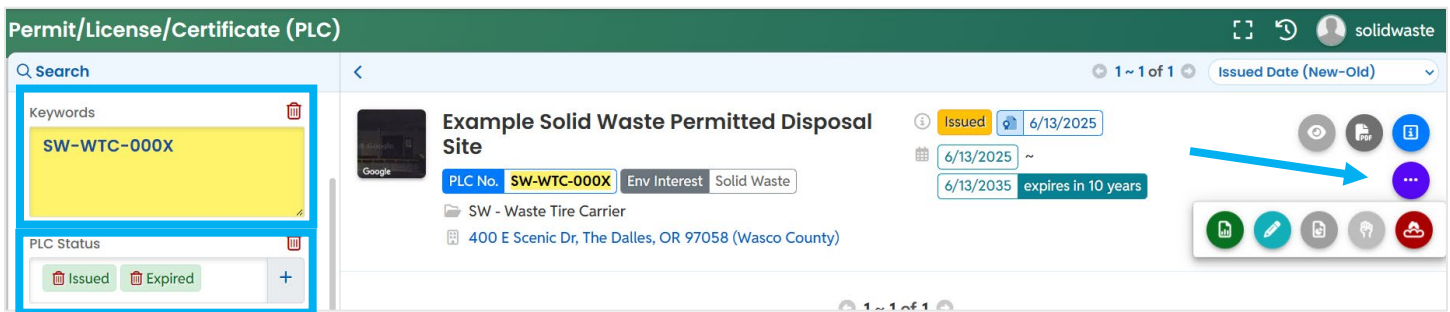 Permit/License/Certificate (PLC)
solidwaste
Search
1 ~ 1 of 1
Issued Date (New-Old)
Keywords
SW-WTC-000X
PLC Status
Issued
Expired
+
Google
Example Solid Waste Permitted Disposal
Site
PLC No. SW-WTC-000X Env Interest Solid Waste
SW - Waste Tire Carrier
400 E Scenic Dr, The Dalles, OR 97058 (Wasco County)
Issued 6/13/2025
6/13/2025 ~
6/13/2035 expires in 10 years
PDF
1 ~ 1 of 1